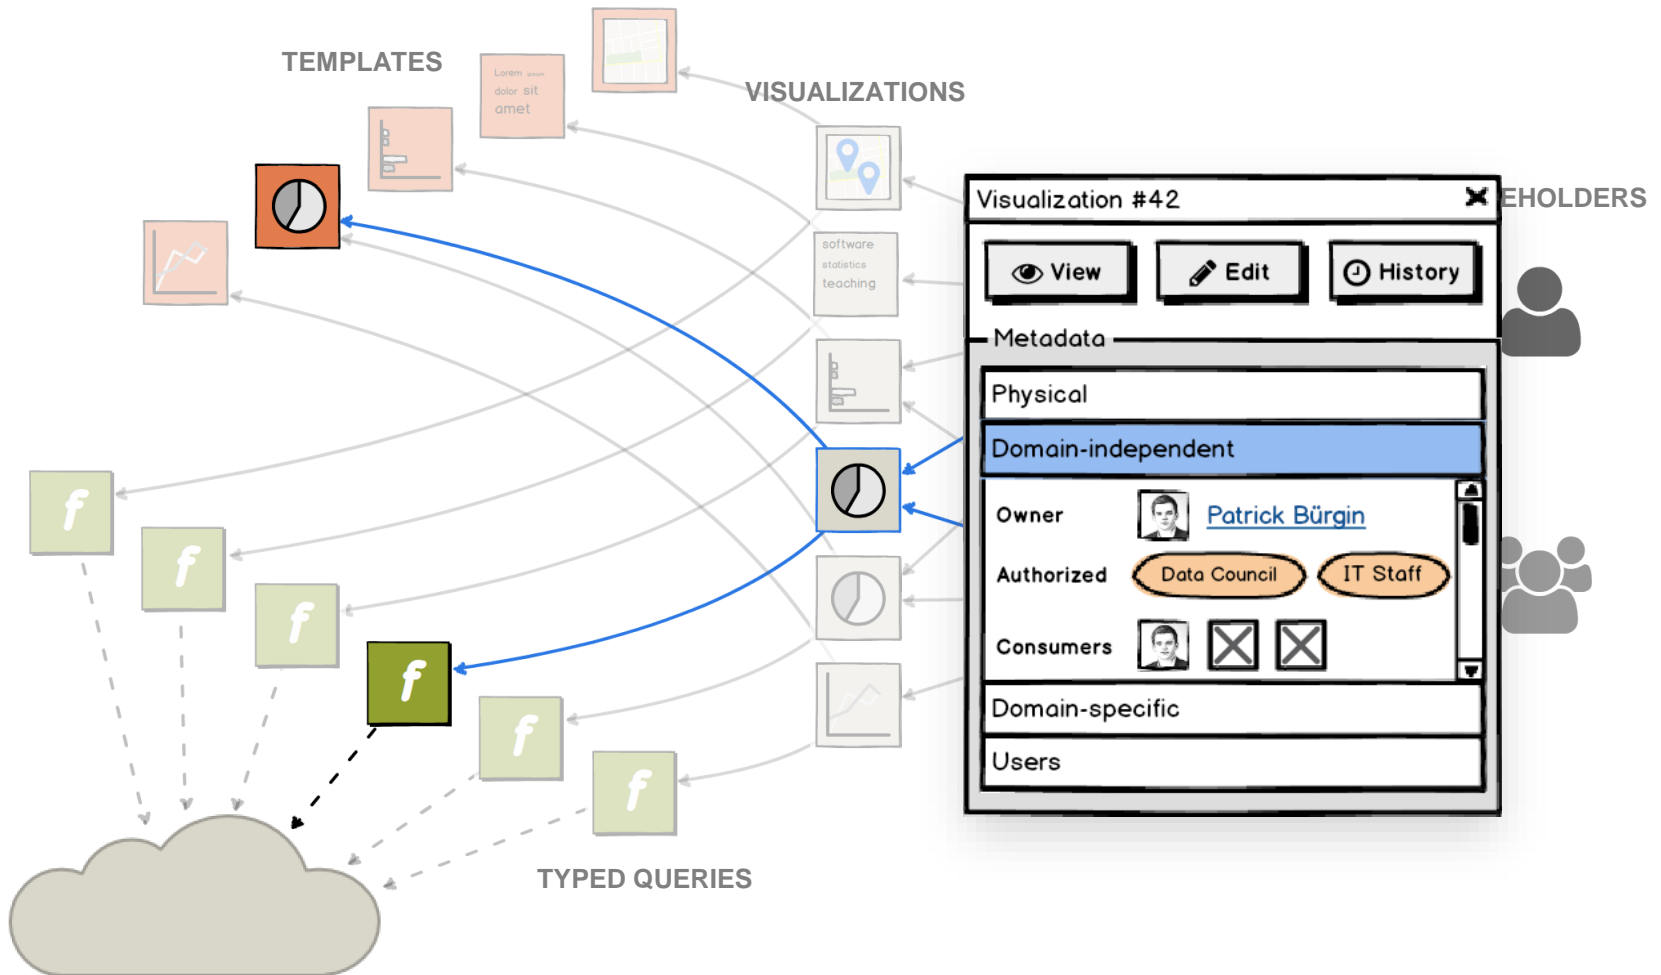 TEMPLATES
Lorem ipsum
dolor sit
amet
VISUALIZATIONS
software
statistics
teaching
Visualization #42
EHOLDERS
View
Edit
History
Metadata
Physical
Domain-independent
Owner
Patrick Bürgin
Authorized
Data Council
IT Staff
Consumers
Domain-specific
Users
f
f
f
f
f
f
TYPED QUERIES